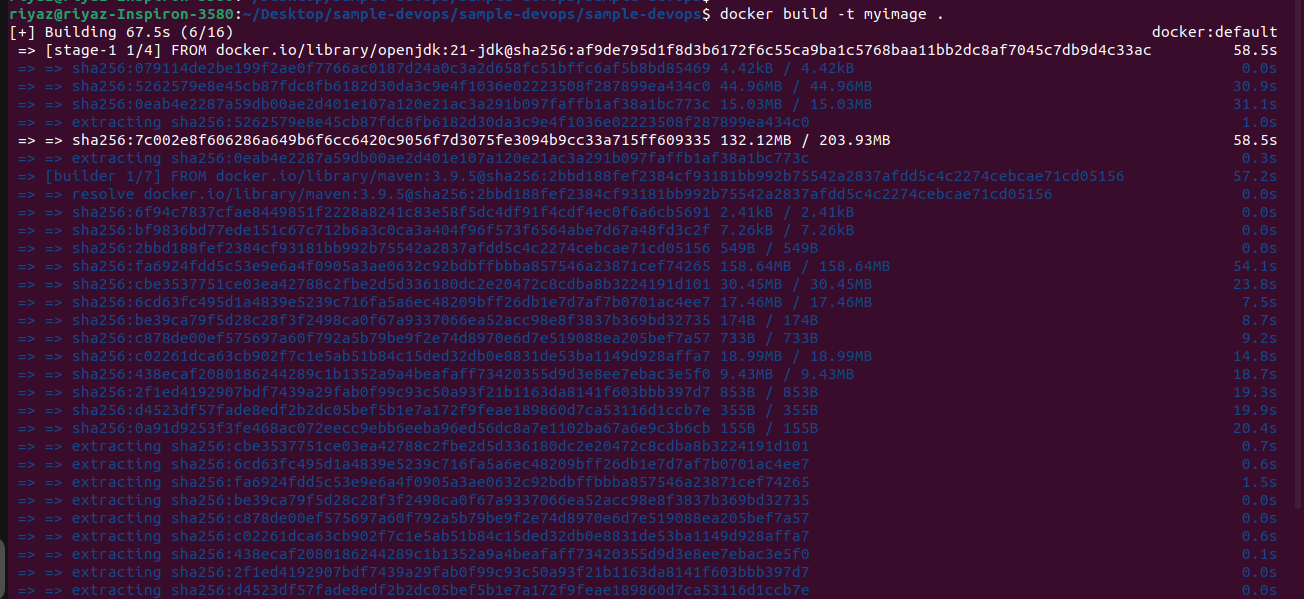 riyaz@riyaz-Inspiron-3580:~/Desktop/sample-devops/sample-devops$
riyaz@riyaz-Inspiron-3580:~/Desktop/sample-devops/sample-devops/sample-devops$ docker build -t myimage .
[+] Building 67.5s (6/16) docker:default
=> [stage-1 1/4] FROM docker.io/library/openjdk:21-jdk@sha256:af9de795d1f8d3b6172f6c55ca9ba1c5768baa11bb2dc8af7045c7db9d4c33ac 58.5s
=> => sha256:079114de2be199f2ae0f7766ac0187d24a0c3a2d658fc51bffc6af5b8bd85469 4.42kB / 4.42kB 0.0s
=> => sha256:5262579e8e45cb87fdc8fb6182d30da3c9e4f1036e02223508f287899ea434c0 44.96MB / 44.96MB 30.9s
=> => sha256:0eab4e2287a59db00ae2d401e107a120e21ac3a291b097faffb1af38a1bc773c 15.03MB / 15.03MB 31.1s
=> => extracting sha256:5262579e8e45cb87fdc8fb6182d30da3c9e4f1036e02223508f287899ea434c0 1.0s
=> => sha256:7c002e8f606286a649b6f6cc6420c9056f7d3075fe3094b9cc33a715ff609335 132.12MB / 203.93MB 58.5s
=> => extracting sha256:0eab4e2287a59db00ae2d401e107a120e21ac3a291b097faffb1af38a1bc773c 0.3s
=> [builder 1/7] FROM docker.io/library/maven:3.9.5@sha256:2bbd188fef2384cf93181bb992b75542a2837afdd5c4c2274cebcae71cd05156 57.2s
=> => resolve docker.io/library/maven:3.9.5@sha256:2bbd188fef2384cf93181bb992b75542a2837afdd5c4c2274cebcae71cd05156 0.0s
=> => sha256:6f94c7837cfae8449851f2228a8241c83e58f5dc4df91f4cdf4ec0f6a6cb5691 2.41kB / 2.41kB 0.0s
=> => sha256:bf9836bd77ede151c67c712b6a3c0ca3a404f96f573f6564abe7d67a48fd3c2f 7.26kB / 7.26kB 0.0s
=> => sha256:2bbd188fef2384cf93181bb992b75542a2837afdd5c4c2274cebcae71cd05156 549B / 549B 0.0s
=> => sha256:fa6924fdd5c53e9e6a4f0905a3ae0632c92bdbffbbba857546a23871cef74265 158.64MB / 158.64MB 54.1s
=> => sha256:cbe3537751ce03ea42788c2fbe2d5d336180dc2e20472c8cdba8b3224191d101 30.45MB / 30.45MB 23.8s
=> => sha256:6cd63fc495d1a4839e5239c716fa5a6ec48209bff26db1e7d7af7b0701ac4ee7 17.46MB / 17.46MB 7.5s
=> => sha256:be39ca79f5d28c28f3f2498ca0f67a9337066ea52acc98e8f3837b369bd32735 174B / 174B 8.7s
=> => sha256:c878de00ef575697a60f792a5b79be9f2e74d8970e6d7e519088ea205bef7a57 733B / 733B 9.2s
=> => sha256:c02261dca63cb902f7c1e5ab51b84c15ded32db0e8831de53ba1149d928affa7 18.99MB / 18.99MB 14.8s
=> => sha256:438ecaf2080186244289c1b1352a9a4beafaff73420355d9d3e8ee7ebac3e5f0 9.43MB / 9.43MB 18.7s
=> => sha256:2f1ed4192907bdf7439a29fab0f99c93c50a93f21b1163da8141f603bbb397d7 853B / 853B 19.3s
=> => sha256:d4523df57fade8edf2b2dc05bef5b1e7a172f9feae189860d7ca53116d1ccb7e 355B / 355B 19.9s
=> => sha256:0a91d9253f3fe468ac072eecc9ebb6eeba96ed56dc8a7e1102ba67a6e9c3b6cb 155B / 155B 20.4s
=> => extracting sha256:cbe3537751ce03ea42788c2fbe2d5d336180dc2e20472c8cdba8b3224191d101 0.7s
=> => extracting sha256:6cd63fc495d1a4839e5239c716fa5a6ec48209bff26db1e7d7af7b0701ac4ee7 0.6s
=> => extracting sha256:fa6924fdd5c53e9e6a4f0905a3ae0632c92bdbffbbba857546a23871cef74265 1.5s
=> => extracting sha256:be39ca79f5d28c28f3f2498ca0f67a9337066ea52acc98e8f3837b369bd32735 0.0s
=> => extracting sha256:c878de00ef575697a60f792a5b79be9f2e74d8970e6d7e519088ea205bef7a57 0.0s
=> => extracting sha256:c02261dca63cb902f7c1e5ab51b84c15ded32db0e8831de53ba1149d928affa7 0.6s
=> => extracting sha256:438ecaf2080186244289c1b1352a9a4beafaff73420355d9d3e8ee7ebac3e5f0 0.1s
=> => extracting sha256:2f1ed4192907bdf7439a29fab0f99c93c50a93f21b1163da8141f603bbb397d7 0.0s
=> => extracting sha256:d4523df57fade8edf2b2dc05bef5b1e7a172f9feae189860d7ca53116d1ccb7e 0.0s